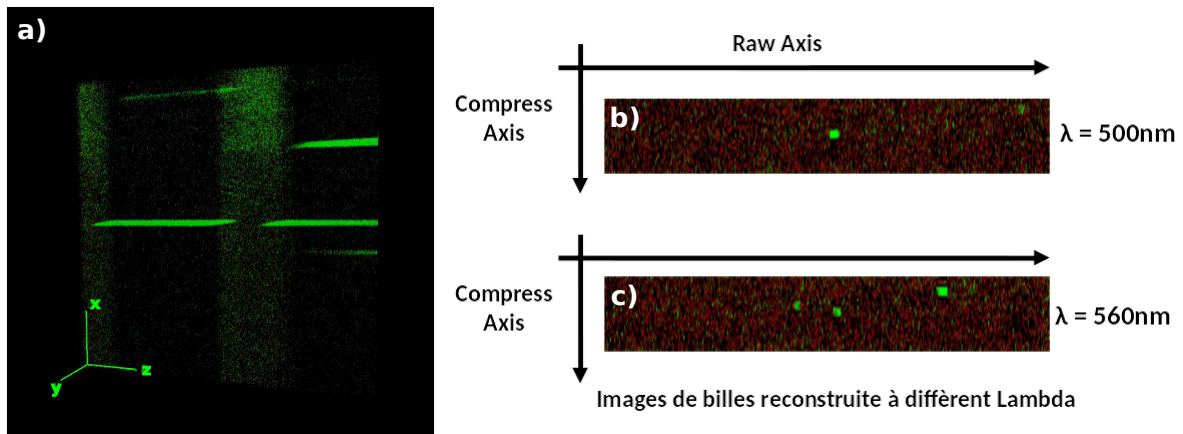 a)
x
y
z
Raw Axis
Compress
Axis
b)
λ = 500nm
Compress
Axis
c)
λ = 560nm
Images de billes reconstruite à diffèrent Lambda